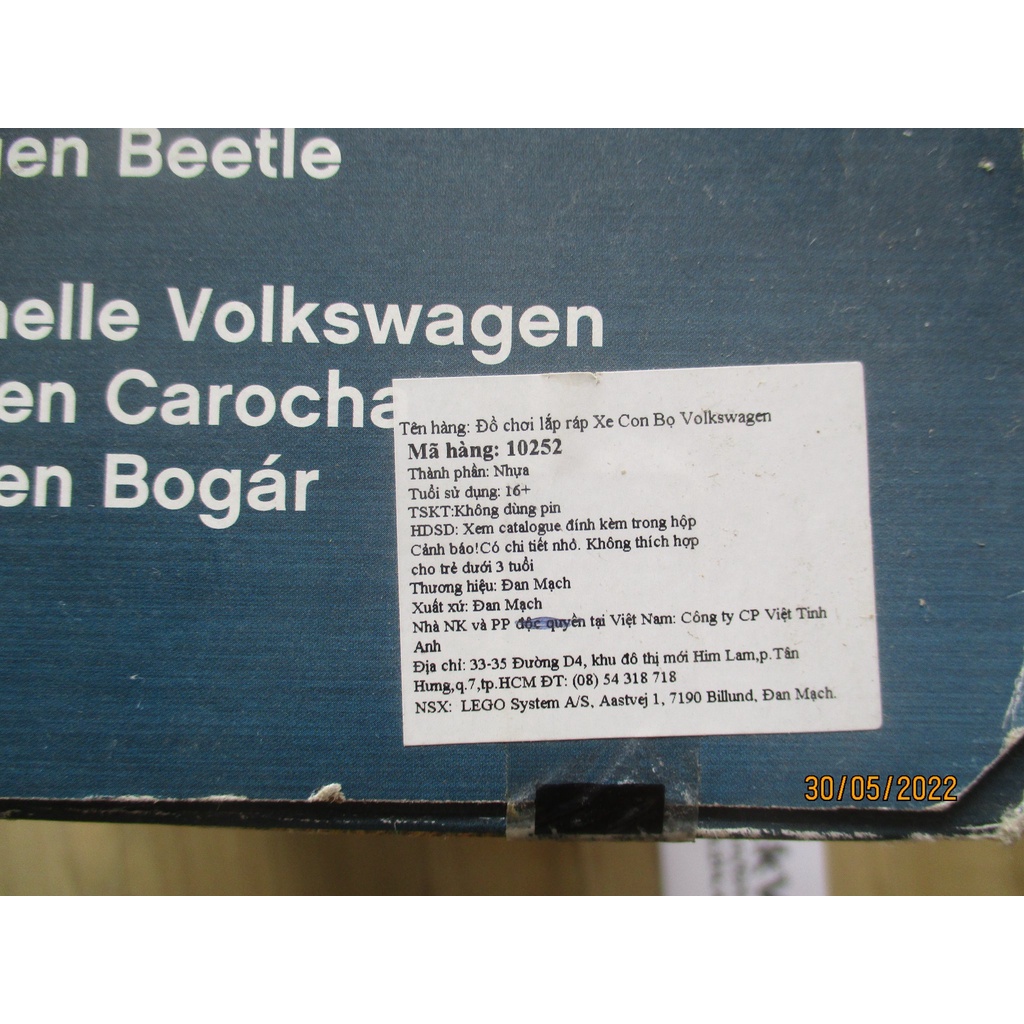 gen Beetle
nelle Volkswagen
en Carocha
en Bogár
Tên hàng: Đồ chơi lắp ráp Xe Con Bọ Volkswagen
Mã hàng: 10252
Thành phần: Nhựa
Tuổi sử dụng: 16+
TSKT:Không dùng pin
HDSD: Xem catalogue đính kèm trong hộp
Cảnh báo!Có chi tiết nhỏ. Không thích hợp
cho trẻ dưới 3 tuổi
Thương hiệu: Đan Mạch
Xuất xứ: Đan Mạch
Nhà NK và PP độc quyền tại Việt Nam: Công ty CP Việt Tinh
Anh
Địa chỉ: 33-35 Đường D4, khu đô thị mới Him Lam,p.Tân
Hưng,q.7,tp.HCM ĐT: (08) 54 318 718
NSX: LEGO System A/S, Aastvej 1, 7190 Billund, Đan Mạch.
30/05/2022